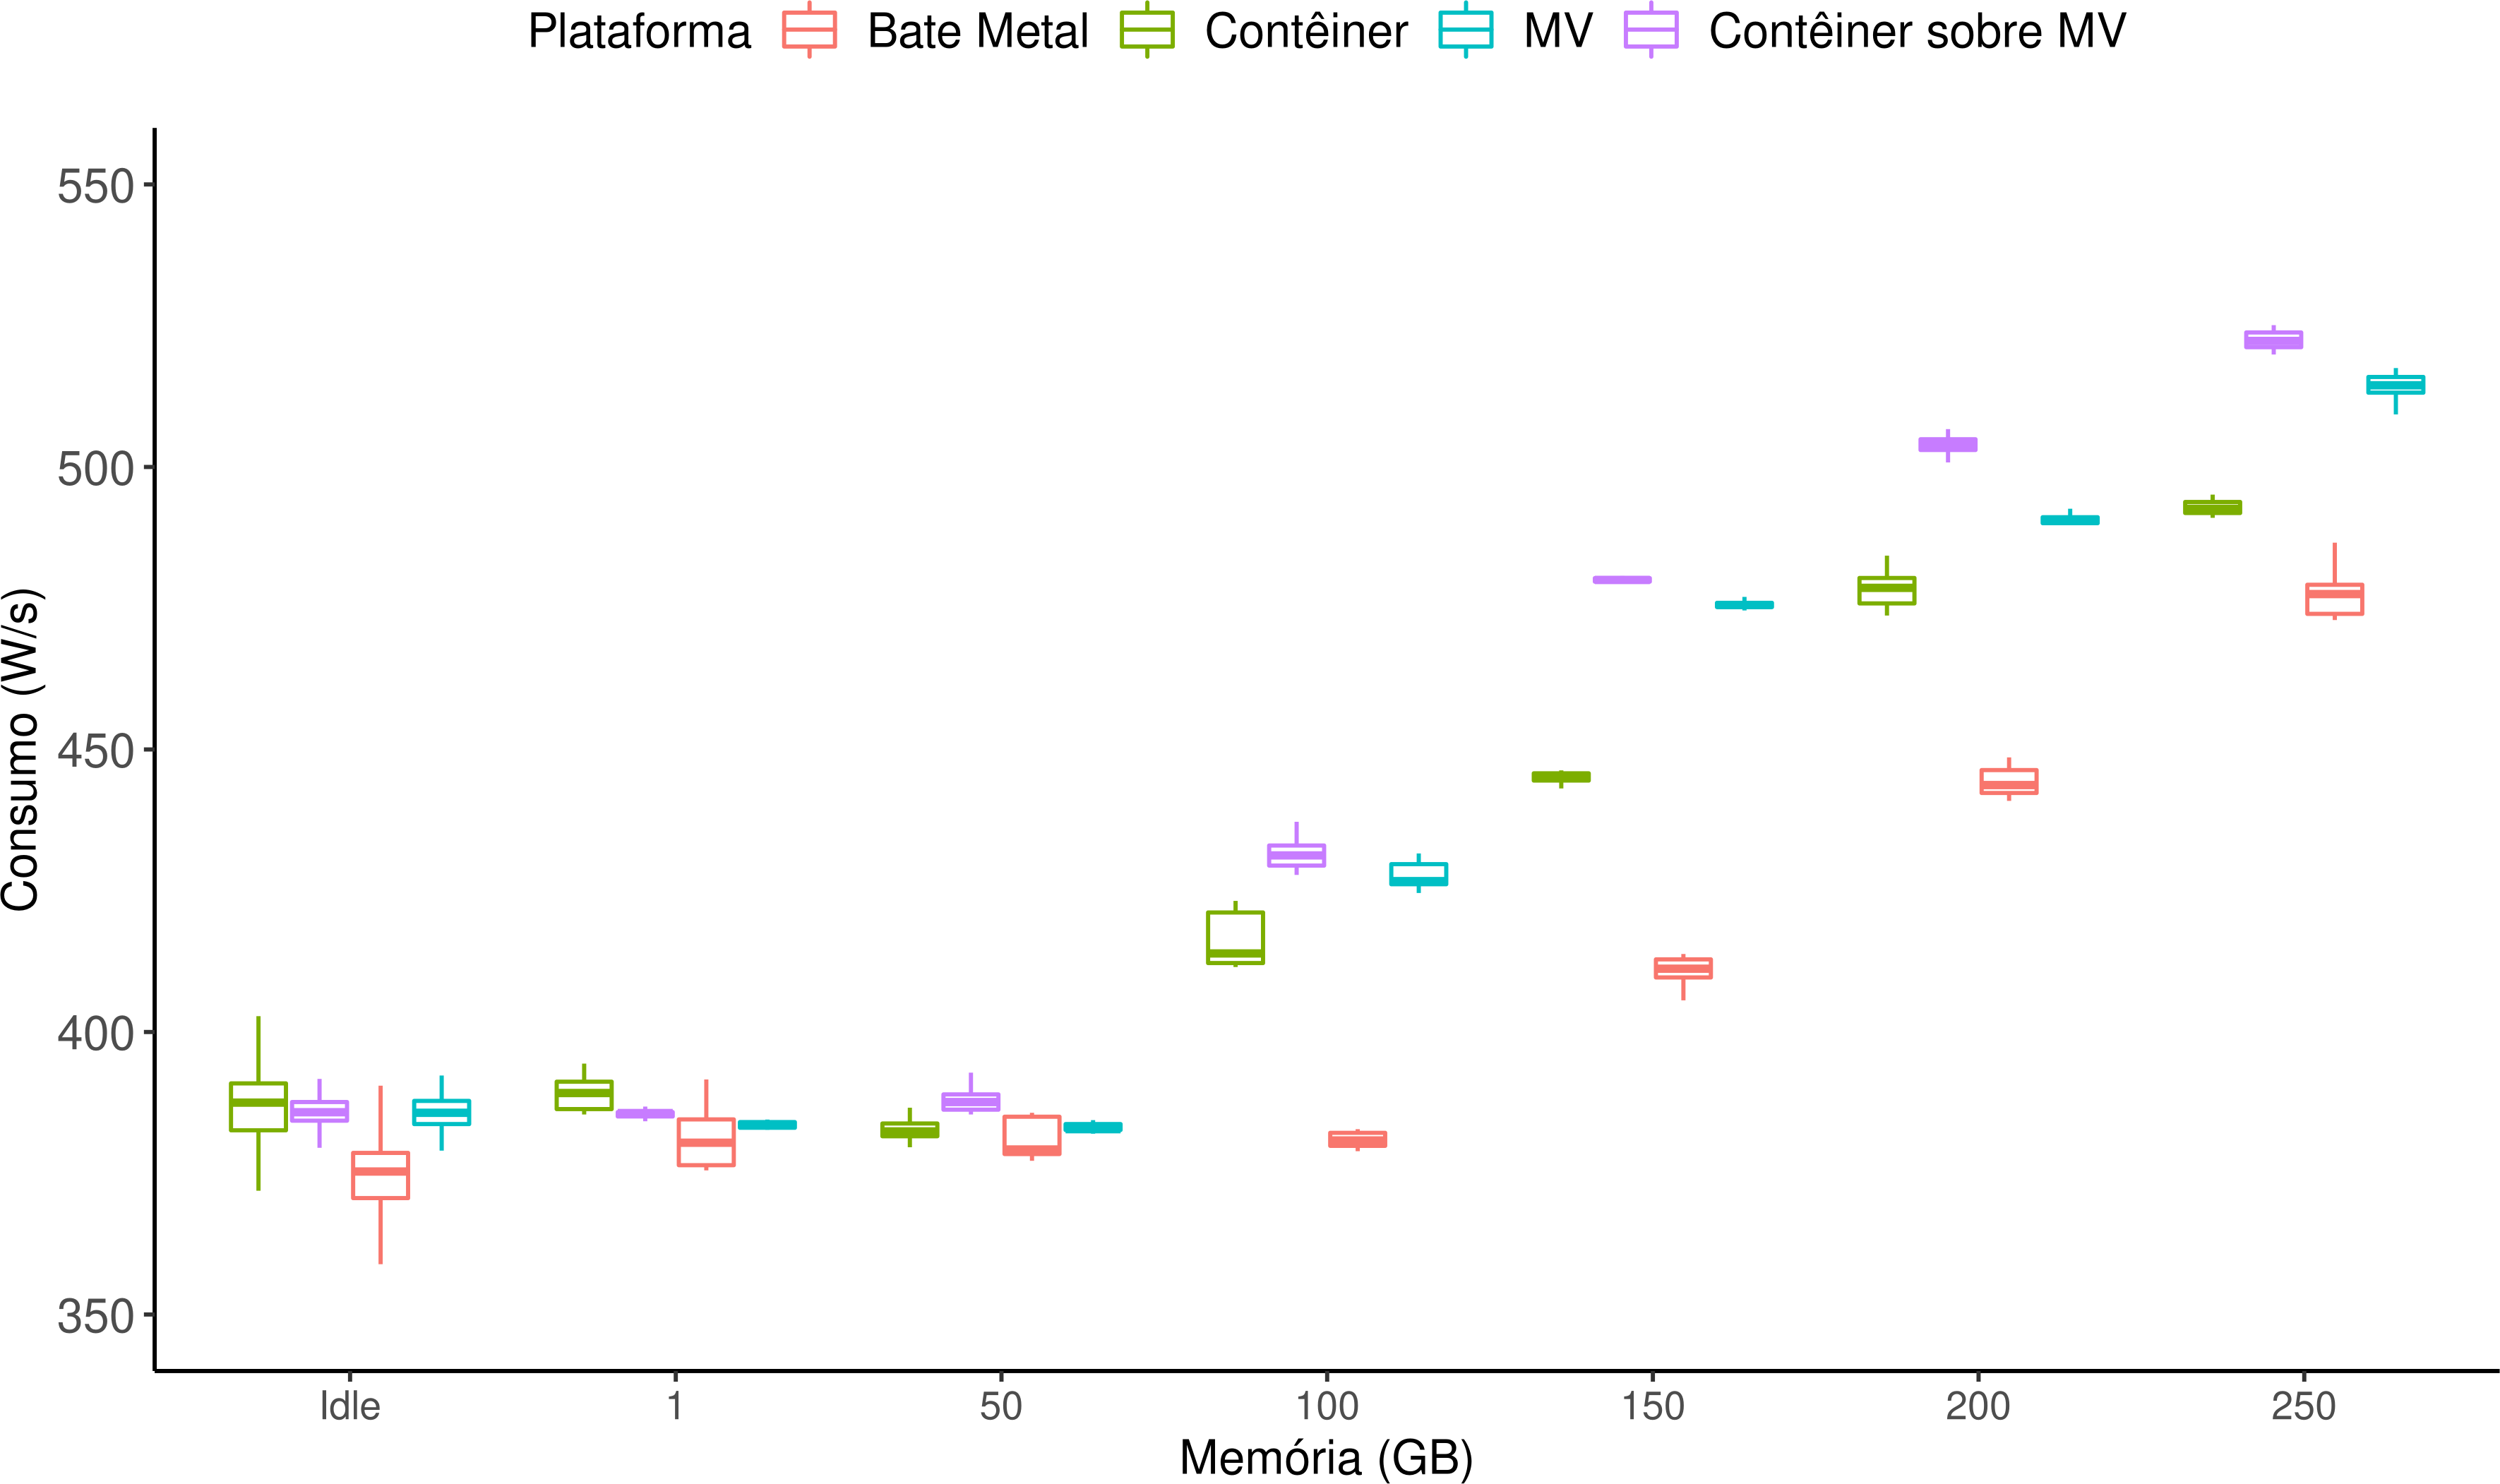 Plataforma Bate Metal Contêiner MV Contêiner sobre MV
550
500
450
400
350
Consumo (W/s)
Idle 1 50 100 150 200 250
Memória (GB)